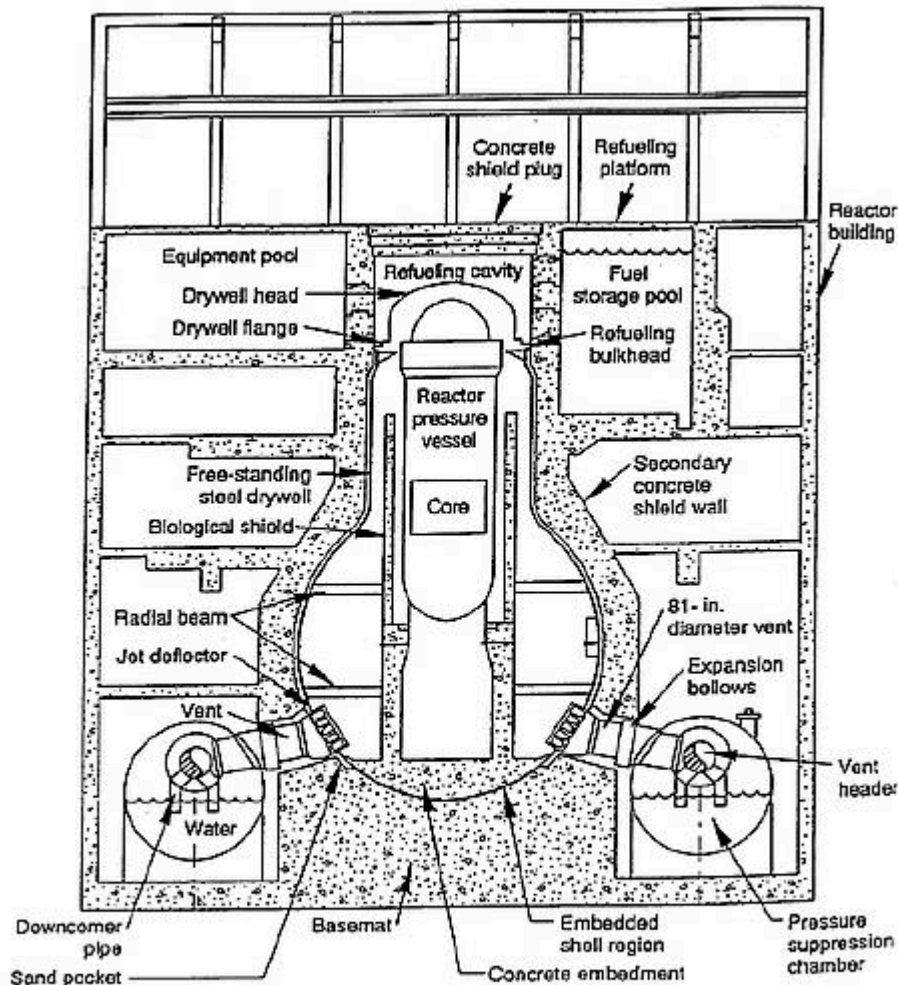 Concrete
shield plug
Refueling
platform
Reactor
building
Equipment pool
Refueling cavity
Fuel
storage pool
Drywell head
Drywell flange
Refueling
bulkhead
Reactor
pressure
vessel
Free-standing
steel drywell
Secondary
concrete
shield wall
Core
Biological shield
81- in.
diameter vent
Radial beam
Jet deflector
Expansion
bellows
Vent
Vent
header
Water
Downcomer
pipe
Basemat
Embedded
shell region
Pressure
suppression
chamber
Sand pocket
Concrete embedment